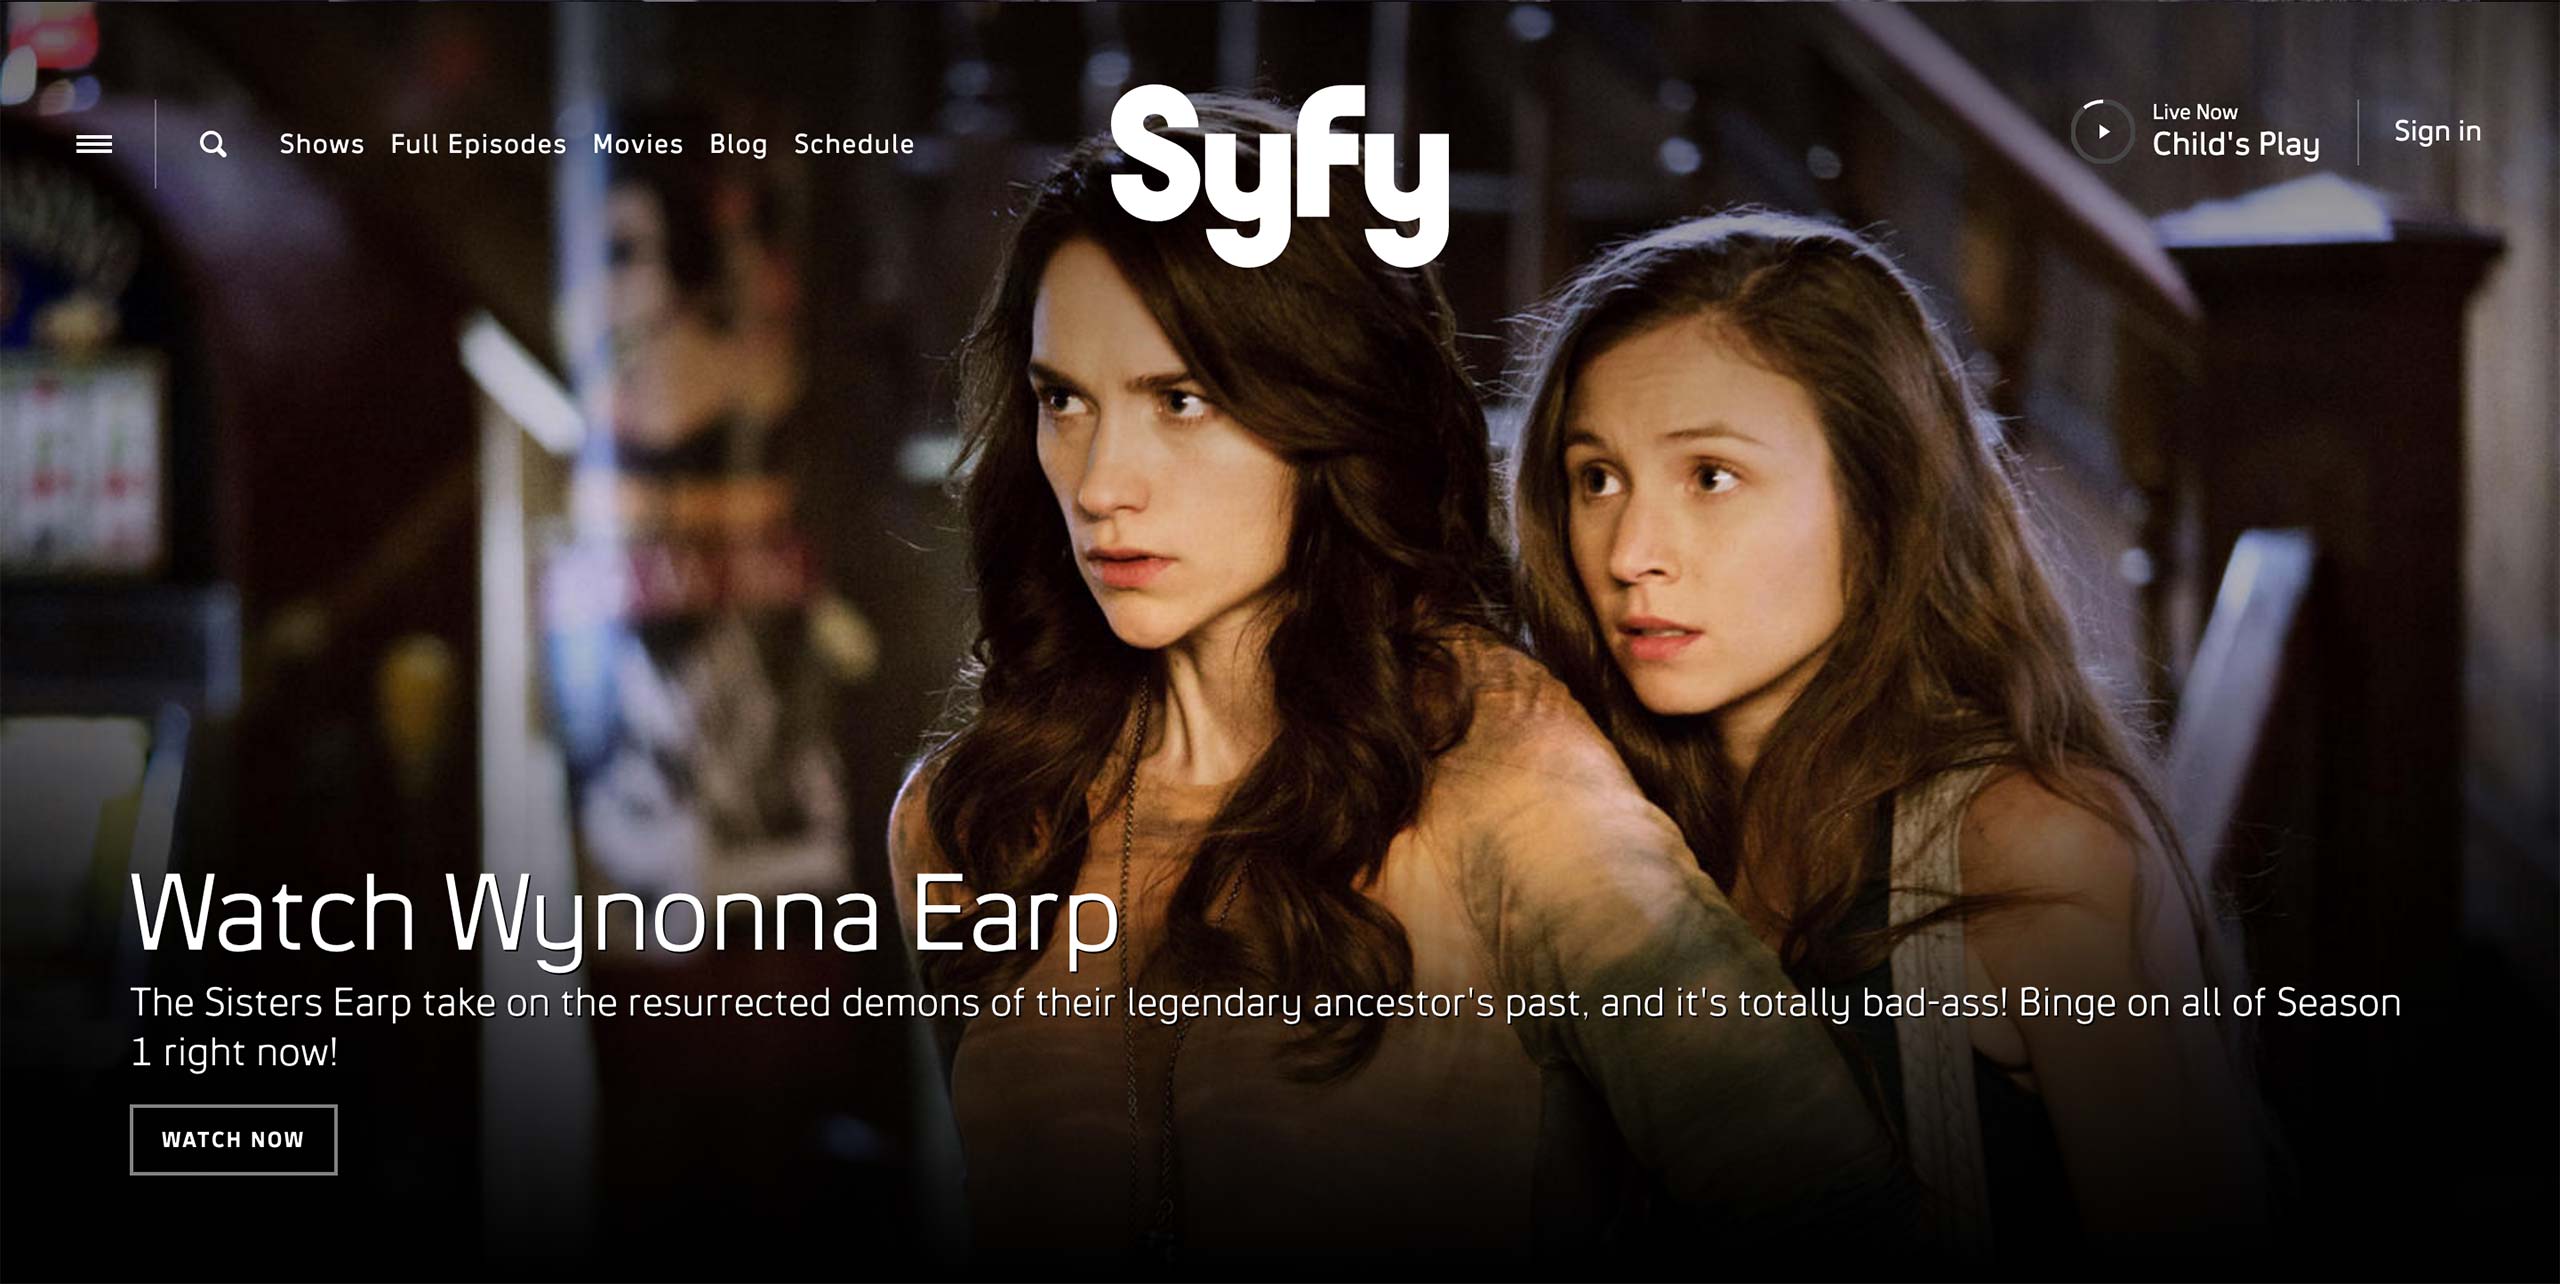 Syfy
Shows Full Episodes Movies Blog Schedule
Live Now
Child's Play
Sign in
Watch Wynonna Earp
The Sisters Earp take on the resurrected demons of their legendary ancestor's past, and it's totally bad-ass! Binge on all of Season
1 right now!
WATCH NOW